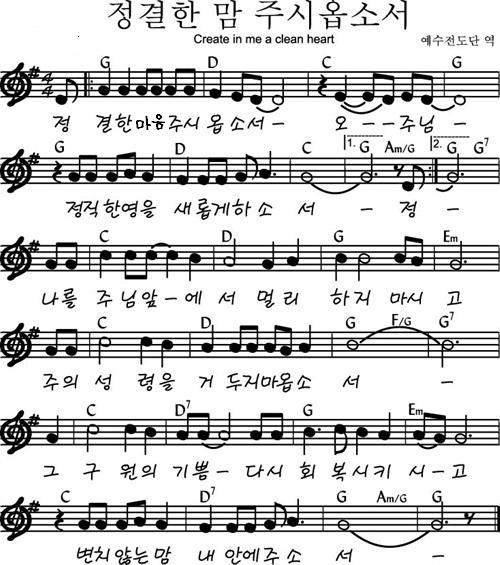 정결한 맘 주시옵소서
Create in me a clean heart
예수전도단 역
G D C G
정 결한마음주시 옵 소서- - 오 - - -주님 -
G D C 1. Am/G 2. G G7
정직한영을 새롭게하 소 서 - - 정 -
C D G Em
나를 주 님앞-에 서 멀리 하지 마시 고
C D G F/G G7
주의 성 령을 거 두지마옵소 서 -
C D7 G Em
그 구 원의 기쁨- 다시 회 복시키 시-고
C D7 G Am/G G
변치않는맘 내 안에주 소 서 -